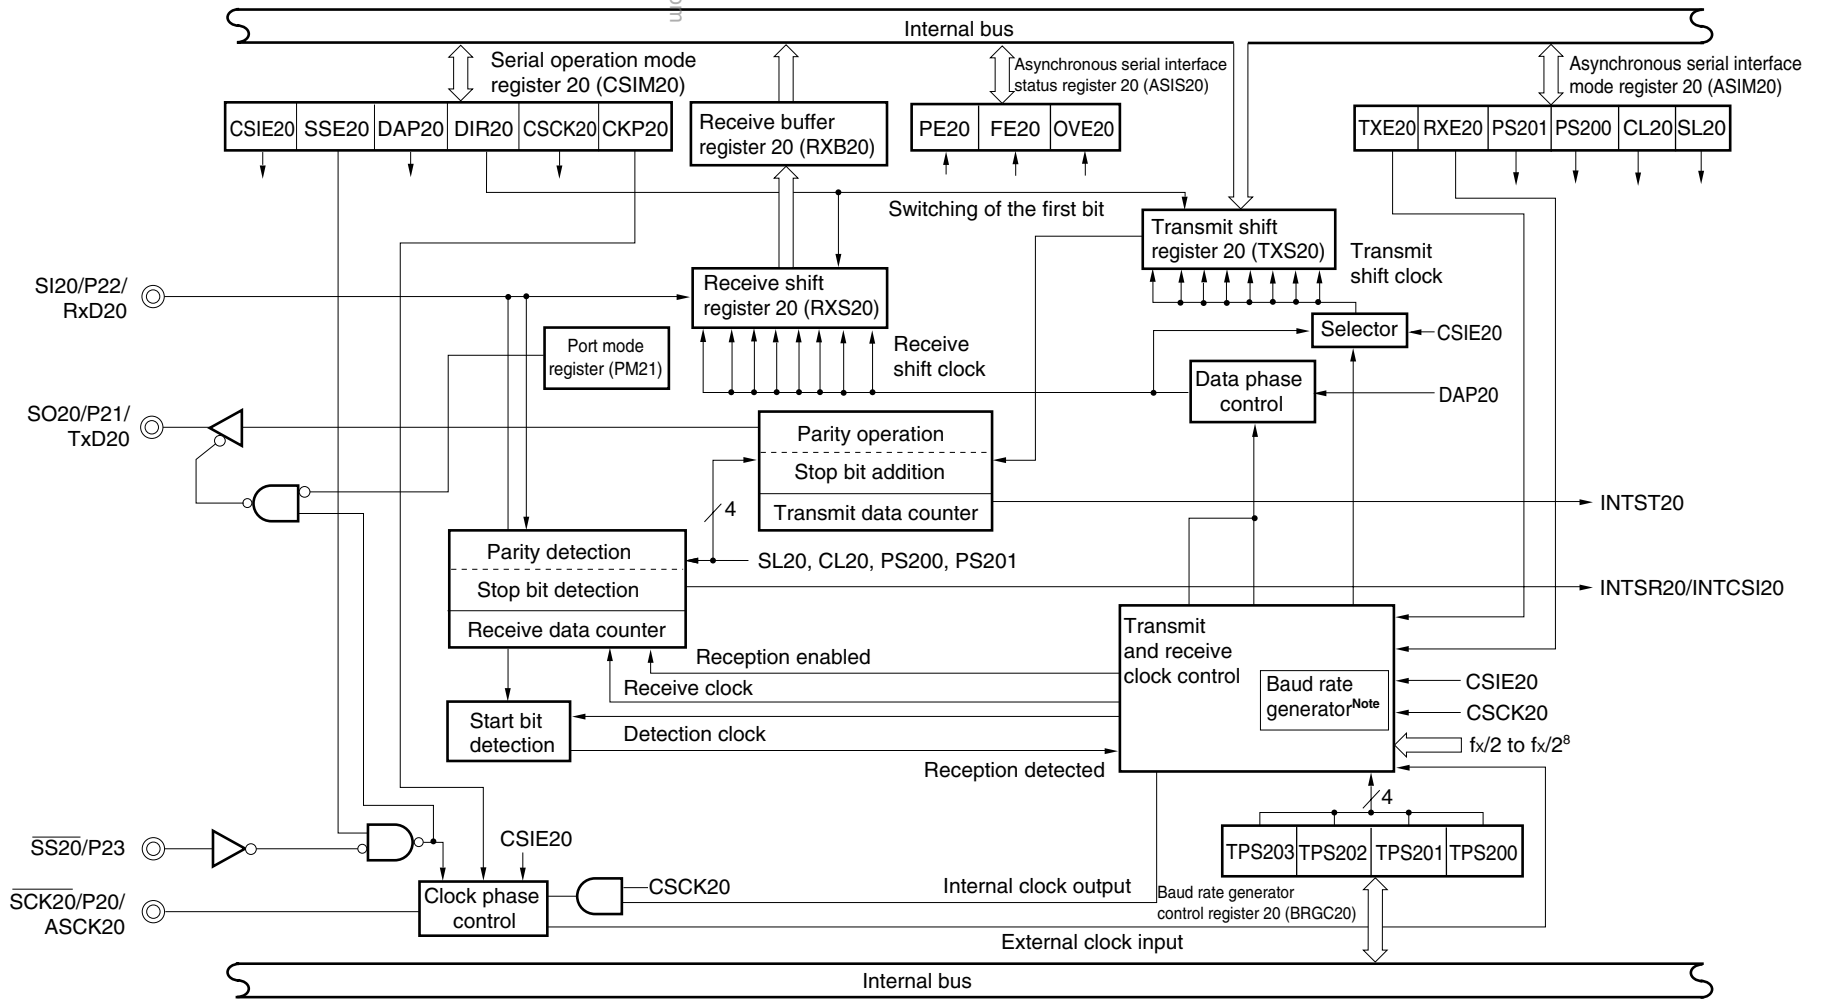 om
Internal bus
Serial operation mode
register 20 (CSIM20)
Asynchronous serial interface
status register 20 (ASIS20)
Asynchronous serial interface
mode register 20 (ASIM20)
CSIE20 SSE20 DAP20 DIR20 CSCK20 CKP20
Receive buffer
register 20 (RXB20)
PE20 FE20 OVE20
TXE20 RXE20 PS201 PS200 CL20 SL20
Switching of the first bit
Transmit shift
register 20 (TXS20)
Transmit
shift clock
SI20/P22/
RxD20
Receive shift
register 20 (RXS20)
Selector
CSIE20
Port mode
register (PM21)
Receive
shift clock
Data phase
control
DAP20
SO20/P21/
TxD20
Parity operation
Stop bit addition
Transmit data counter
4
INTST20
Parity detection
Stop bit detection
Receive data counter
SL20, CL20, PS200, PS201
INTSR20/INTCSI20
Transmit
and receive
clock control
Baud rate
generatorNote
Reception enabled
Receive clock
CSIE20
CSCK20
fx/2 to fx/2⁸
Start bit
detection
Detection clock
Reception detected
4
TPS203 TPS202 TPS201 TPS200
SS20/P23
CSIE20
SCK20/P20/
ASCK20
Clock phase
control
CSCK20
Internal clock output
Baud rate generator
control register 20 (BRGC20)
External clock input
Internal bus